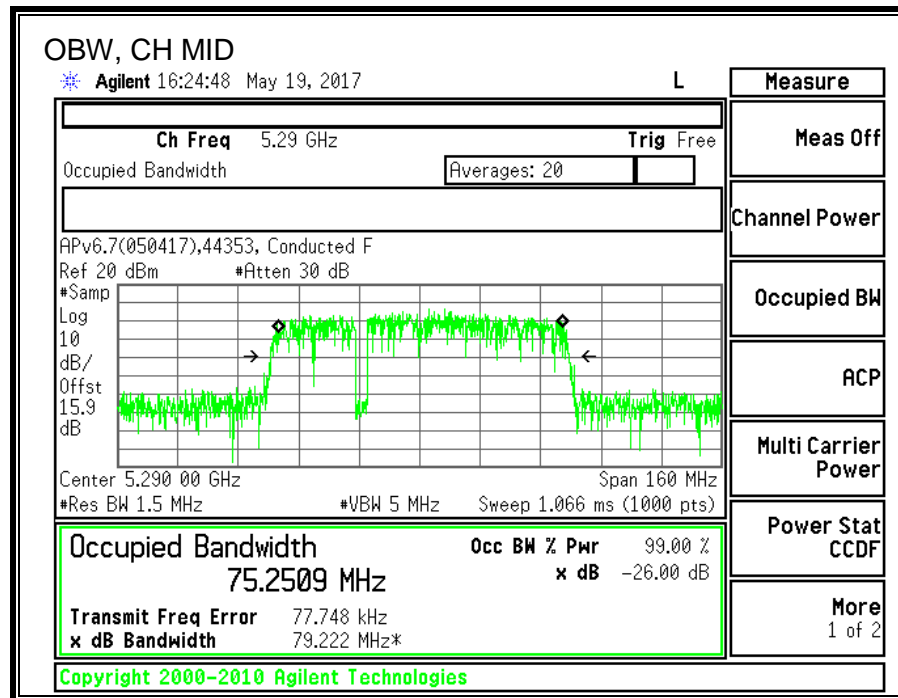 OBW, CH MID
Agilent 16:24:48 May 19, 2017 L
Measure
Ch Freq 5.29 GHz Trig Free
Occupied Bandwidth Averages: 20
APv6.7(050417),44353, Conducted F
Ref 20 dBm #Atten 30 dB
#Samp
Log
10
dB/
Offst
15.9
dB
Center 5.290 00 GHz Span 160 MHz
#Res BW 1.5 MHz #VBW 5 MHz Sweep 1.066 ms (1000 pts)
Occupied Bandwidth Occ BW % Pwr 99.00 %
75.2509 MHz x dB -26.00 dB
Transmit Freq Error 77.748 kHz
x dB Bandwidth 79.222 MHz*
Copyright 2000-2010 Agilent Technologies
Meas Off
Channel Power
Occupied BW
ACP
Multi Carrier
Power
Power Stat
CCDF
More
1 of 2